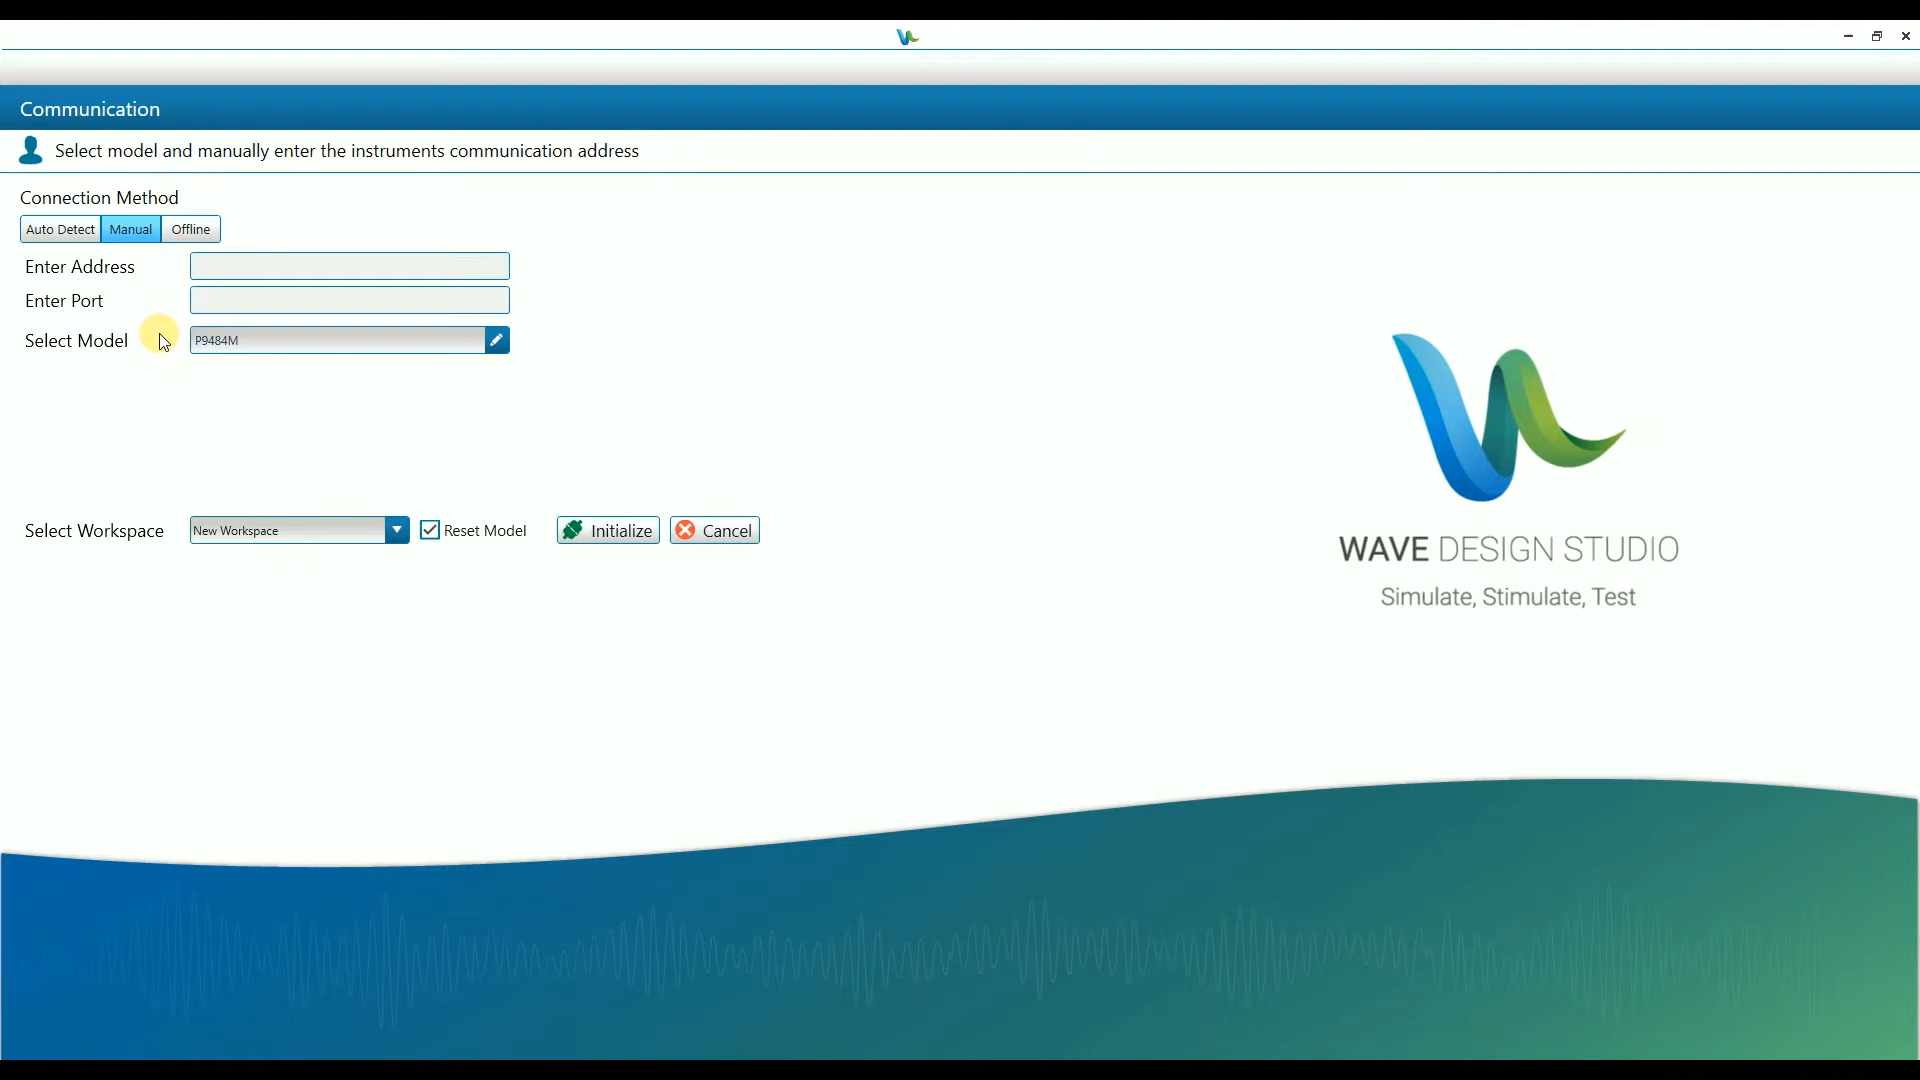 Communication
Select model and manually enter the instruments communication address
Connection Method
Auto Detect Manual Offline
Enter Address
Enter Port
Select Model P9484M
Select Workspace New Workspace Reset Model Initialize Cancel
WAVE DESIGN STUDIO
Simulate, Stimulate, Test